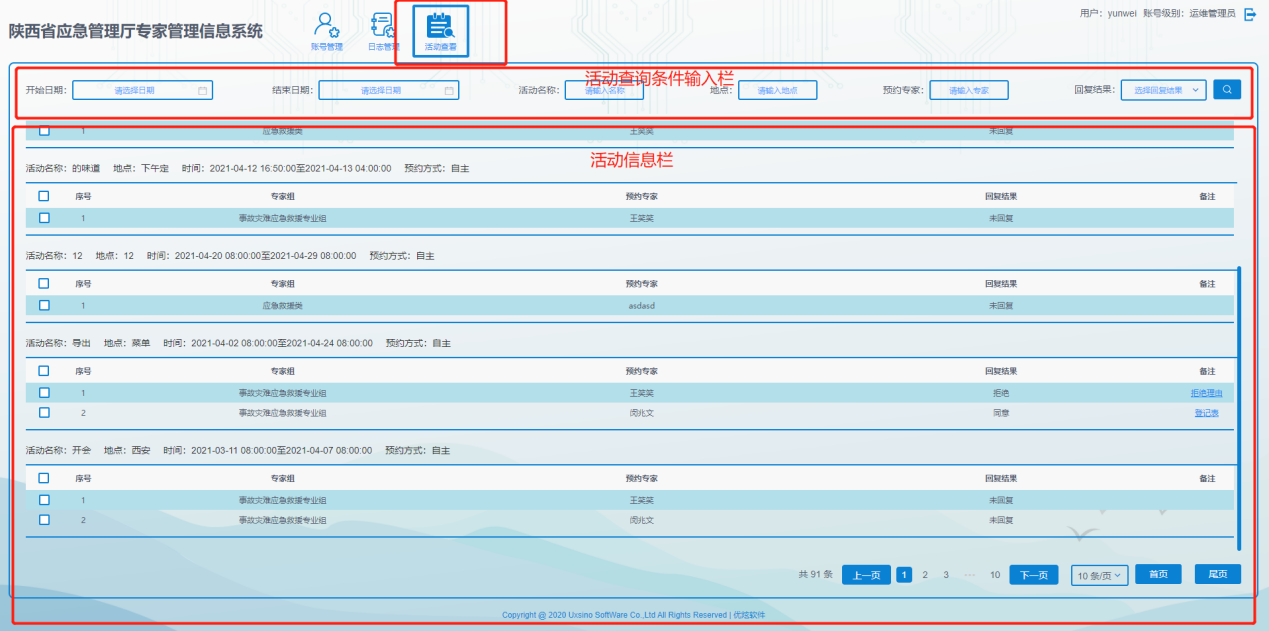 陕西省应急管理厅专家管理信息系统
账号管理 日志管理 活动查看
用户：yunwei 账号级别：运维管理员
活动查询条件输入栏
开始日期： 请选择日期 结束日期： 请选择日期 活动名称： 请输入名称 地点： 请输入地点 预约专家： 请输入专家 回复结果： 选择回复结果
1 应急救援类 王笑笑 未回复
活动信息栏
活动名称：的味道 地点：下午定 时间：2021-04-12 16:50:00至2021-04-13 04:00:00 预约方式：自主
序号 专家组 预约专家 回复结果 备注
1 事故灾难应急救援专业组 王笑笑 未回复
活动名称：12 地点：12 时间：2021-04-20 08:00:00至2021-04-29 08:00:00 预约方式：自主
序号 专家组 预约专家 回复结果 备注
1 应急救援类 asdasd 未回复
活动名称：导出 地点：菜单 时间：2021-04-02 08:00:00至2021-04-24 08:00:00 预约方式：自主
序号 专家组 预约专家 回复结果 备注
1 事故灾难应急救援专业组 王笑笑 拒绝 拒绝理由
2 事故灾难应急救援专业组 闵兆文 同意 登记表
活动名称：开会 地点：西安 时间：2021-03-11 08:00:00至2021-04-07 08:00:00 预约方式：自主
序号 专家组 预约专家 回复结果 备注
1 事故灾难应急救援专业组 王笑笑 未回复
2 事故灾难应急救援专业组 闵兆文 未回复
共 91 条 上一页 1 2 3 ··· 10 下一页 10 条/页 首页 尾页
Copyright @ 2020 Uxsino SoftWare Co.,Ltd All Rights Reserved | 优炫软件